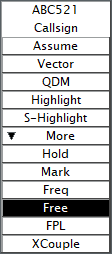 ABC521
Callsign
Assume
Vector
QDM
Highlight
S-Highlight
▼ More
Hold
Mark
Freq
Free
FPL
XCouple